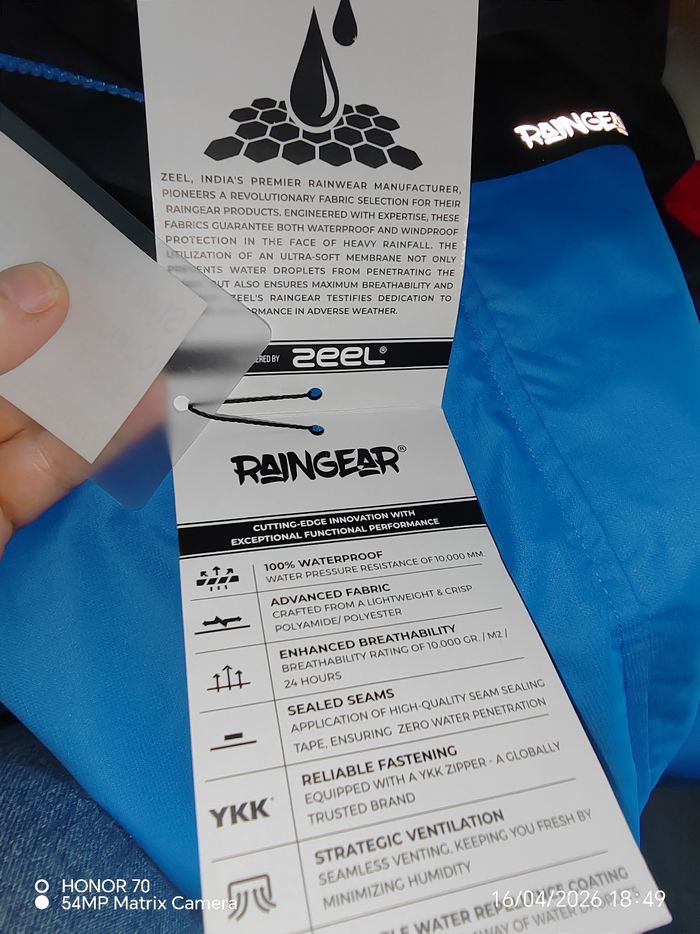 RAINGEAR
ZEEL, INDIA'S PREMIER RAINWEAR MANUFACTURER,
PIONEERS A REVOLUTIONARY FABRIC SELECTION FOR THEIR
RAINGEAR PRODUCTS. ENGINEERED WITH EXPERTISE, THESE
FABRICS GUARANTEE BOTH WATERPROOF AND WINDPROOF
PROTECTION IN THE FACE OF HEAVY RAINFALL. THE
UTILIZATION OF AN ULTRA-SOFT MEMBRANE NOT ONLY
PREVENTS WATER DROPLETS FROM PENETRATING THE
BUT ALSO ENSURES MAXIMUM BREATHABILITY AND
ZEEL'S RAINGEAR TESTIFIES DEDICATION TO
IN ADVERSE WEATHER.
BY ZEEL®
RAINGEAR®
CUTTING-EDGE INNOVATION WITH
EXCEPTIONAL FUNCTIONAL PERFORMANCE
100% WATERPROOF
WATER PRESSURE RESISTANCE OF 10,000 MM.
ADVANCED FABRIC
CRAFTED FROM A LIGHTWEIGHT & CRISP
POLYAMIDE/ POLYESTER
ENHANCED BREATHABILITY
BREATHABILITY RATING OF 10,000 GR. / M2 /
24 HOURS
SEALED SEAMS
APPLICATION OF HIGH-QUALITY SEAM SEALING
TAPE, ENSURING ZERO WATER PENETRATION
YKK®
RELIABLE FASTENING
EQUIPPED WITH A YKK ZIPPER - A GLOBALLY
TRUSTED BRAND
STRATEGIC VENTILATION
SEAMLESS VENTING, KEEPING YOU FRESH BY
MINIMIZING HUMIDITY
WATER REPELLENCE COATING
AWAY OF WATER DROPLETS
HONOR 70
54MP Matrix Camera
16/04/2026 18:49